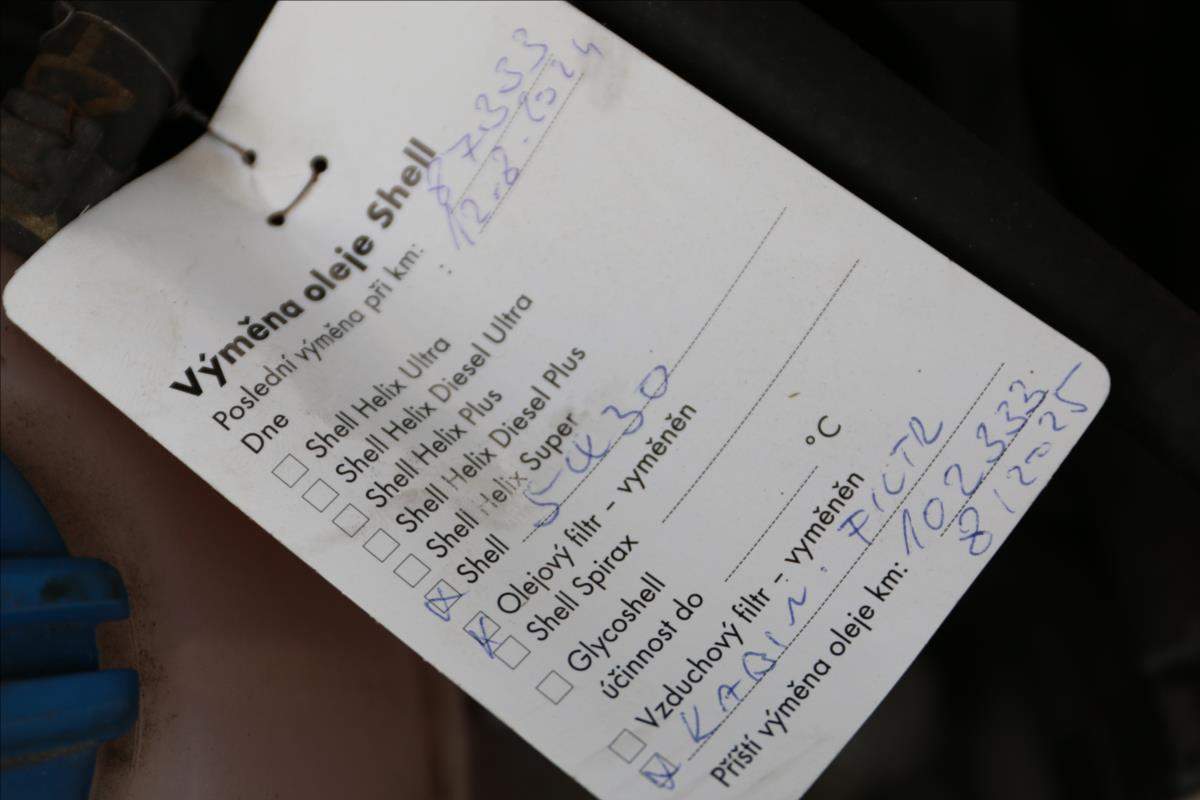 Výměna oleje Shell
Poslední výměna při km: 87333
Dne : 12.8.2024
Shell Helix Ultra
Shell Helix Diesel Ultra
Shell Helix Plus
Shell Helix Diesel Plus
Shell Helix Super
Shell 5W30
Olejový filtr – vyměněn
Shell Spirax
Glycoshell
účinnost do °C
Vzduchový filtr – vyměněn
KABIN. FILTR
Příští výměna oleje km: 102333
8/2025